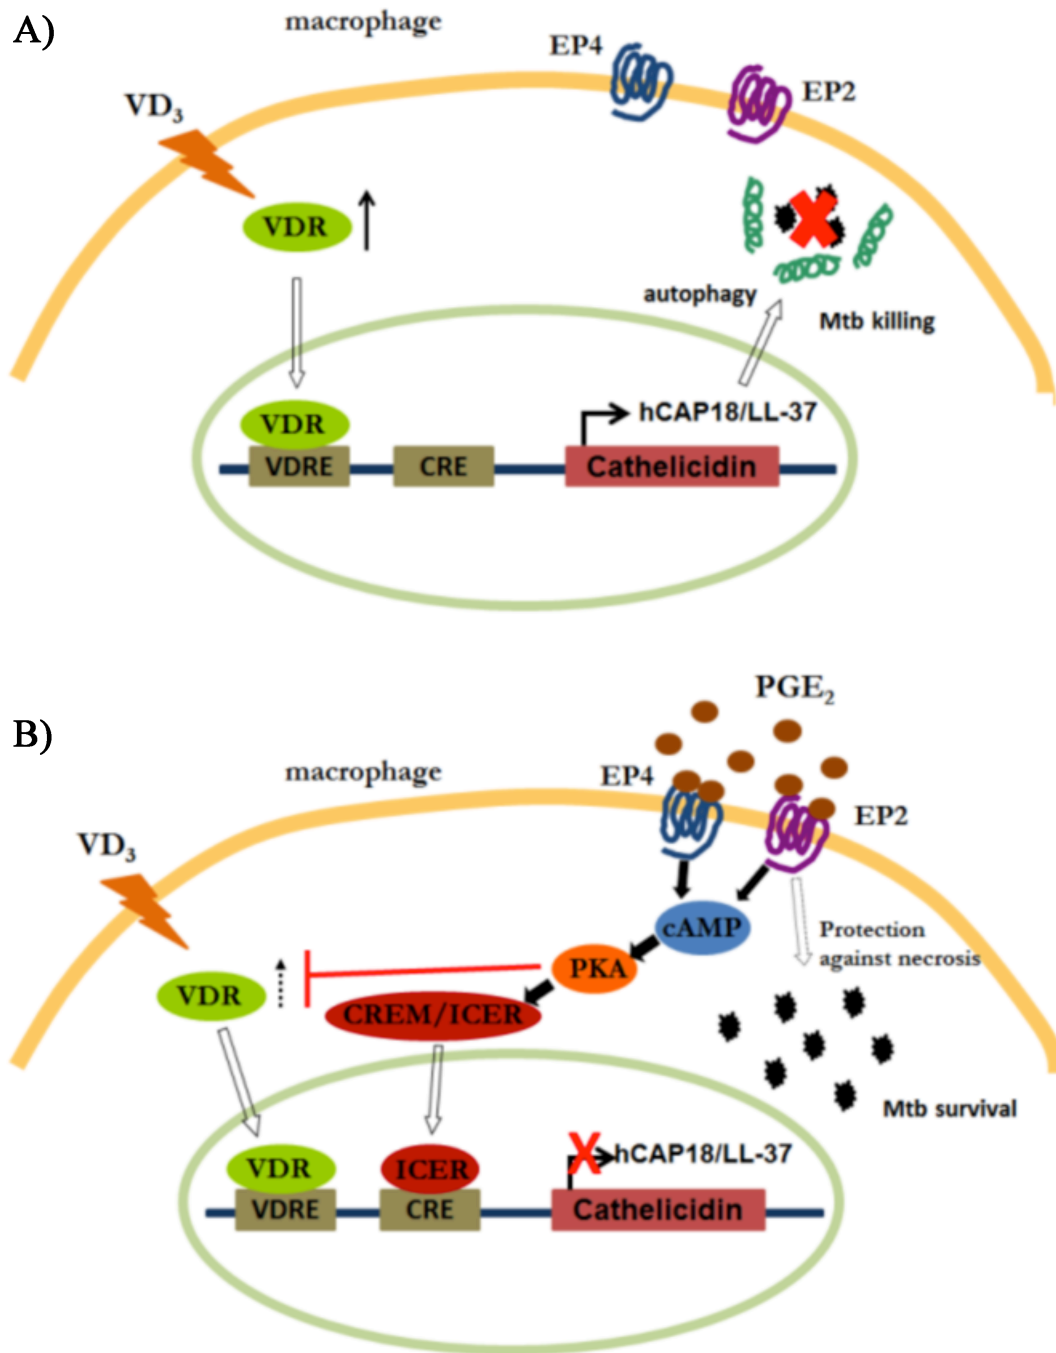 A)
macrophage
EP4
EP2
VD3
VDR
autophagy
Mtb killing
VDR
hCAP18/LL-37
VDRE
CRE
Cathelicidin
PGE2
B)
macrophage
EP4
EP2
VD3
cAMP
Protection
against necrosis
PKA
VDR
CREM/ICER
Mtb survival
VDR
ICER
X
hCAP18/LL-37
VDRE
CRE
Cathelicidin